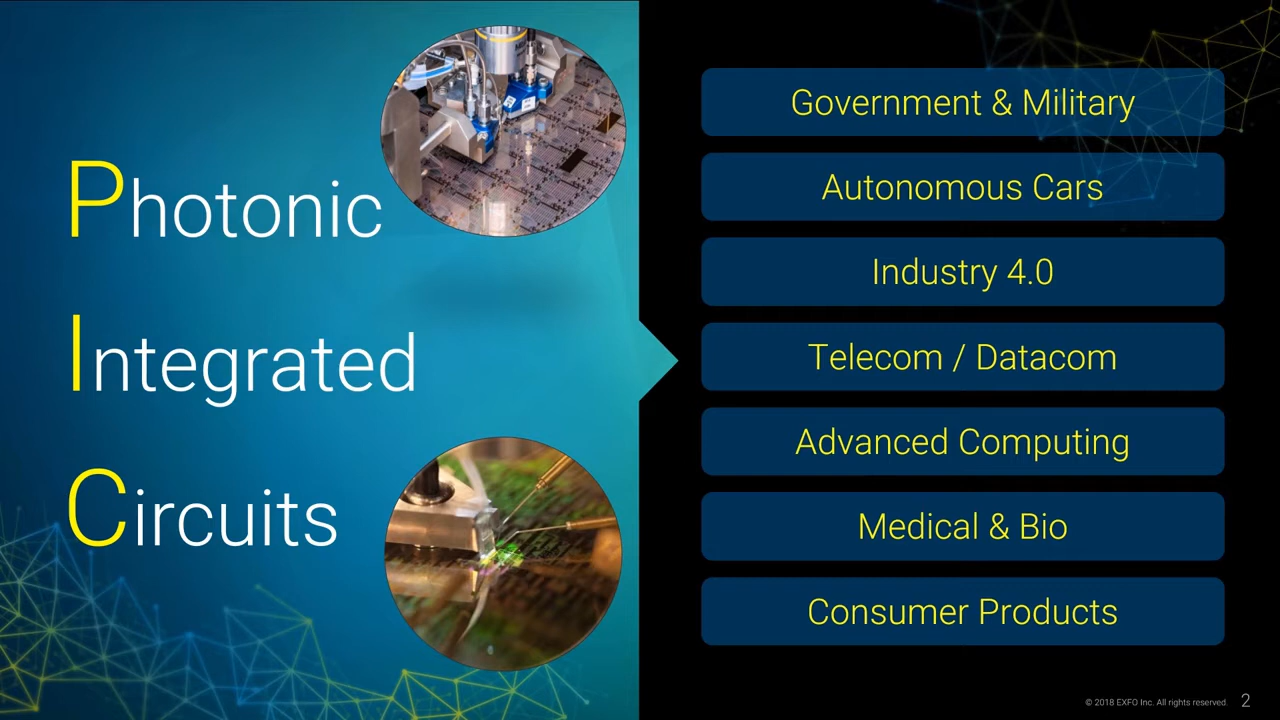 Photonic
Integrated
Circuits
Government & Military
Autonomous Cars
Industry 4.0
Telecom / Datacom
Advanced Computing
Medical & Bio
Consumer Products
© 2018 EXFO Inc. All rights reserved.
2